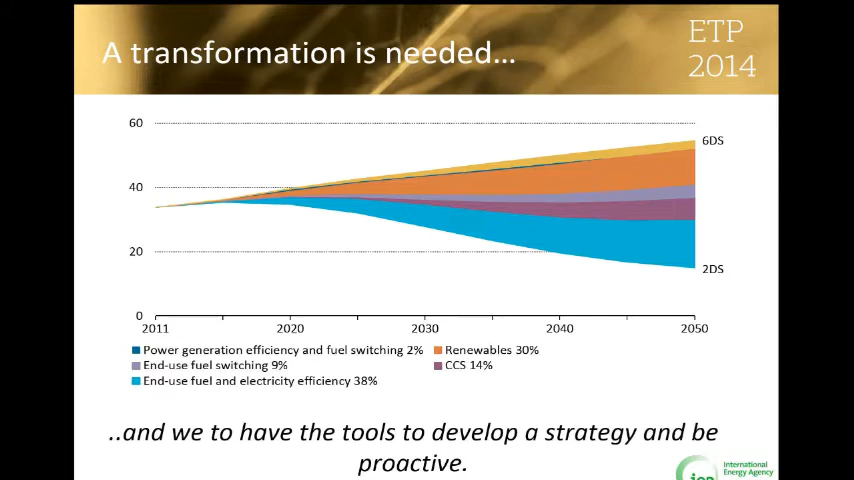 A transformation is needed...
ETP
2014
60
6DS
40
20
2DS
0
2011
2020
2030
2040
2050
Power generation efficiency and fuel switching 2%
Renewables 30%
End-use fuel switching 9%
CCS 14%
End-use fuel and electricity efficiency 38%
..and we to have the tools to develop a strategy and be
proactive.
iea
International
Energy Agency